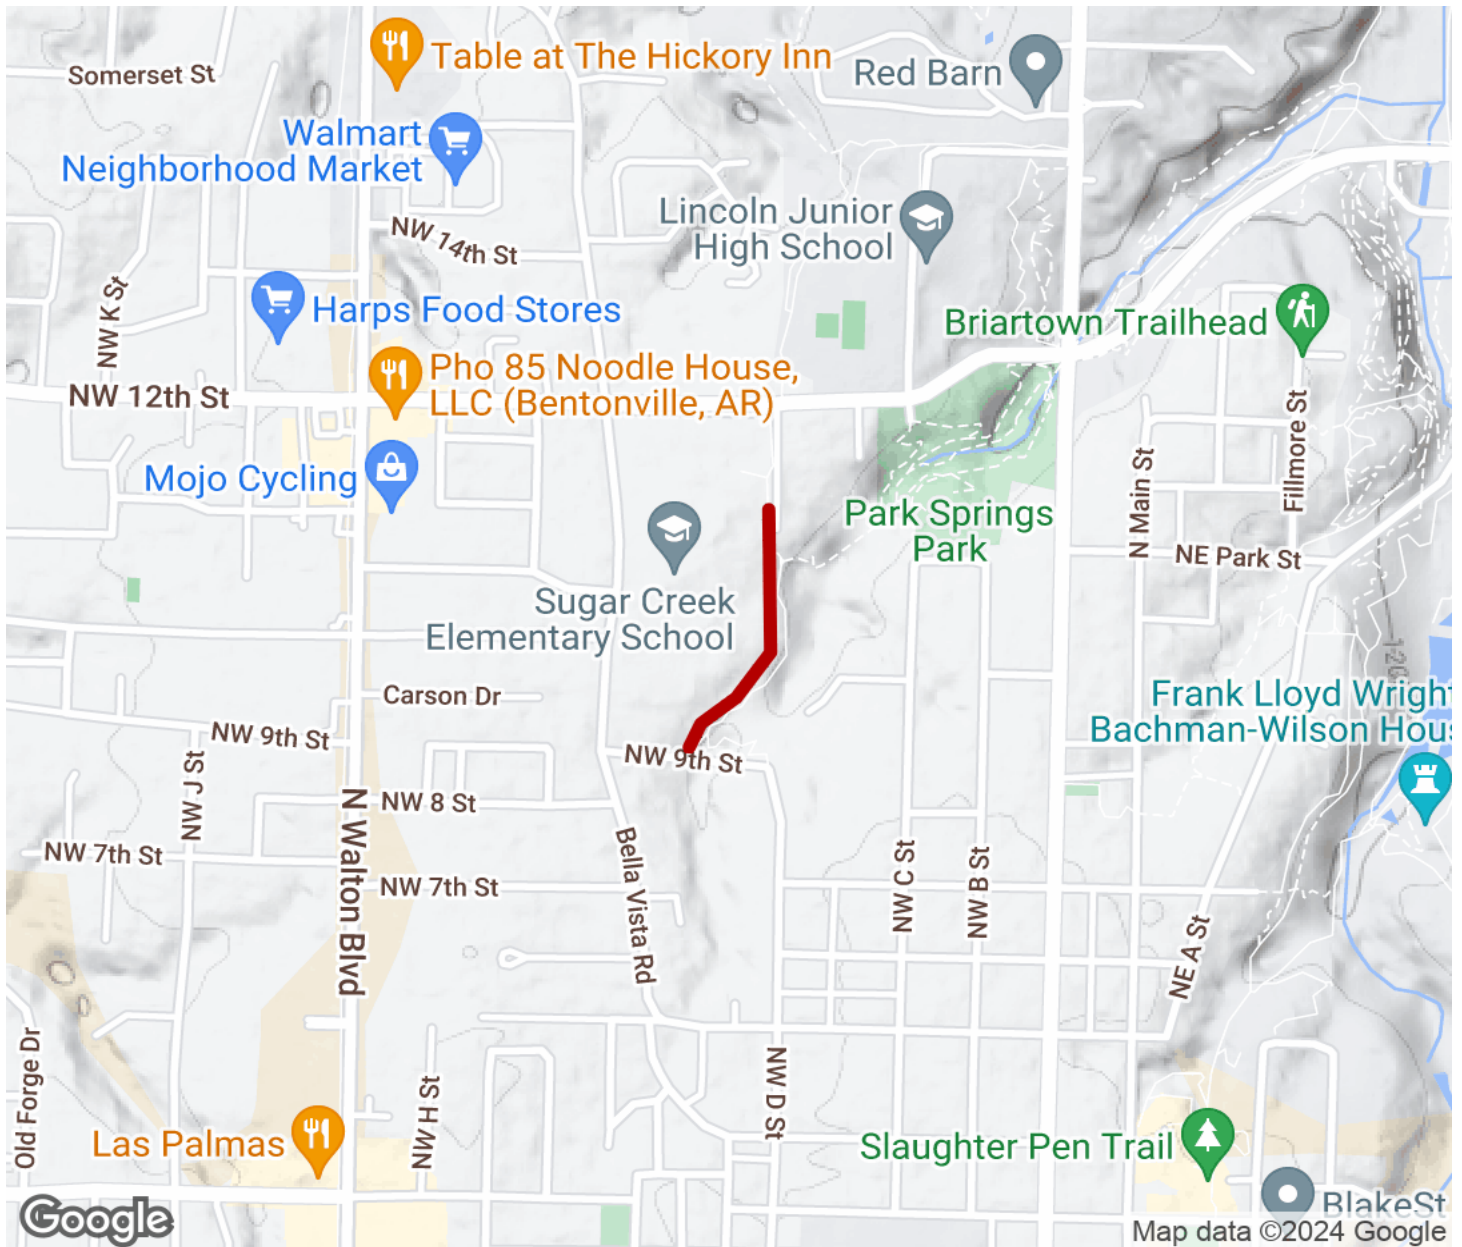 Somerset St
Table at The Hickory Inn
Red Barn
Walmart
Neighborhood Market
Lincoln Junior
High School
NW 14th St
NW K St
Harps Food Stores
Briartown Trailhead
Pho 85 Noodle House,
LLC (Bentonville, AR)
NW 12th St
Fillmore St
Mojo Cycling
N Main St
Park Springs
Park
NE Park St
Sugar Creek
Elementary School
1-20
Carson Dr
Frank Lloyd Wright
Bachman-Wilson Hous
NW 9th St
NW 9th St
NW J St
NW 8 St
N Walton Blvd
NW 7th St
NW 7th St
Bella Vista Rd
NW C St
NW B St
NE A St
Old Forge Dr
NW H St
NW D St
Las Palmas
Slaughter Pen Trail
BlakeSt
Google
Map data ©2024 Google